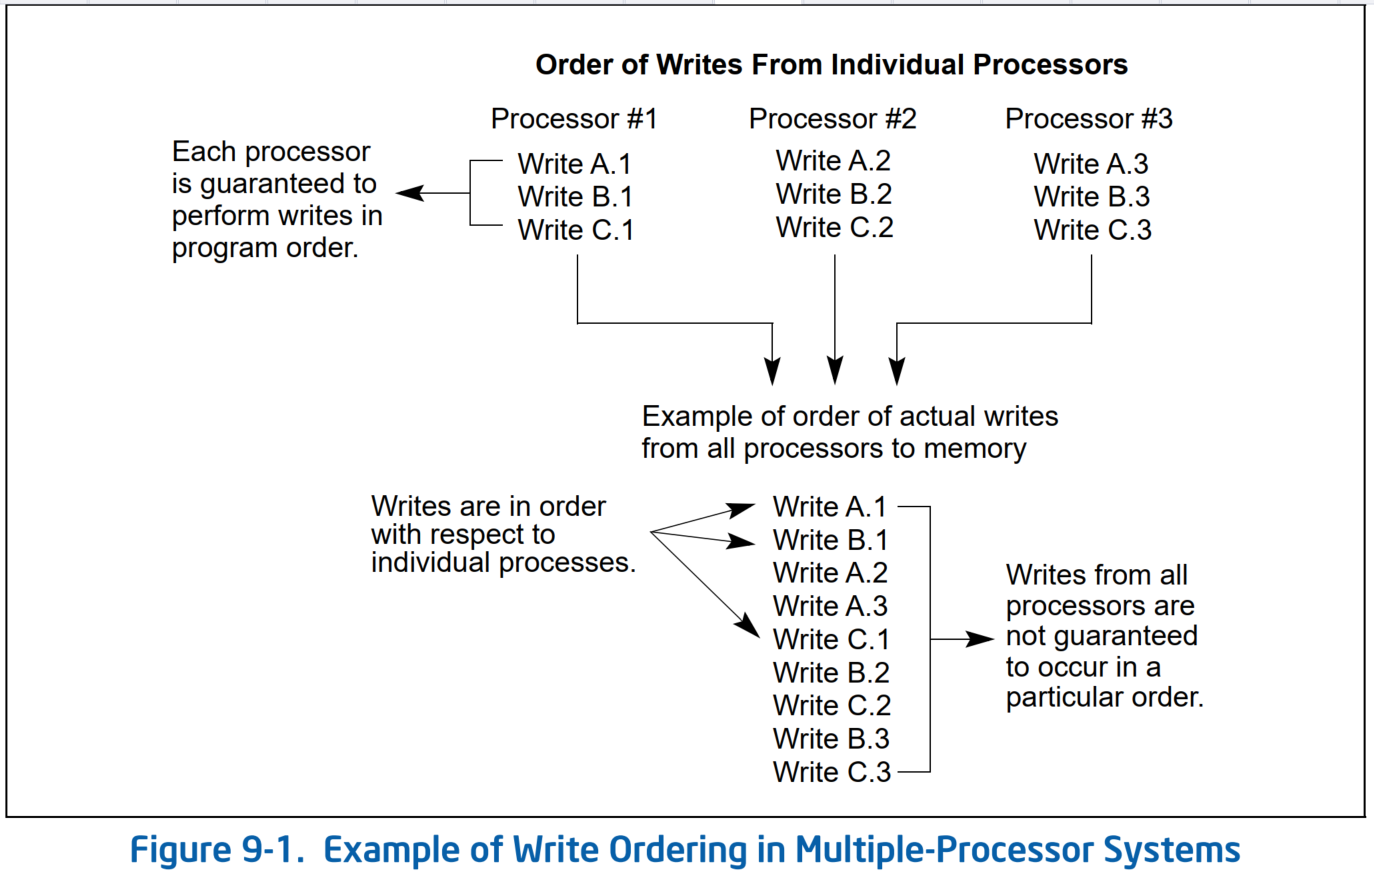 Order of Writes From Individual Processors
Processor #1
Processor #2
Processor #3
Each processor
is guaranteed to
perform writes in
program order.
Write A.1
Write B.1
Write C.1
Write A.2
Write B.2
Write C.2
Write A.3
Write B.3
Write C.3
Example of order of actual writes
from all processors to memory
Writes are in order
with respect to
individual processes.
Write A.1
Write B.1
Write A.2
Write A.3
Write C.1
Write B.2
Write C.2
Write B.3
Write C.3
Writes from all
processors are
not guaranteed
to occur in a
particular order.
Figure 9-1. Example of Write Ordering in Multiple-Processor Systems